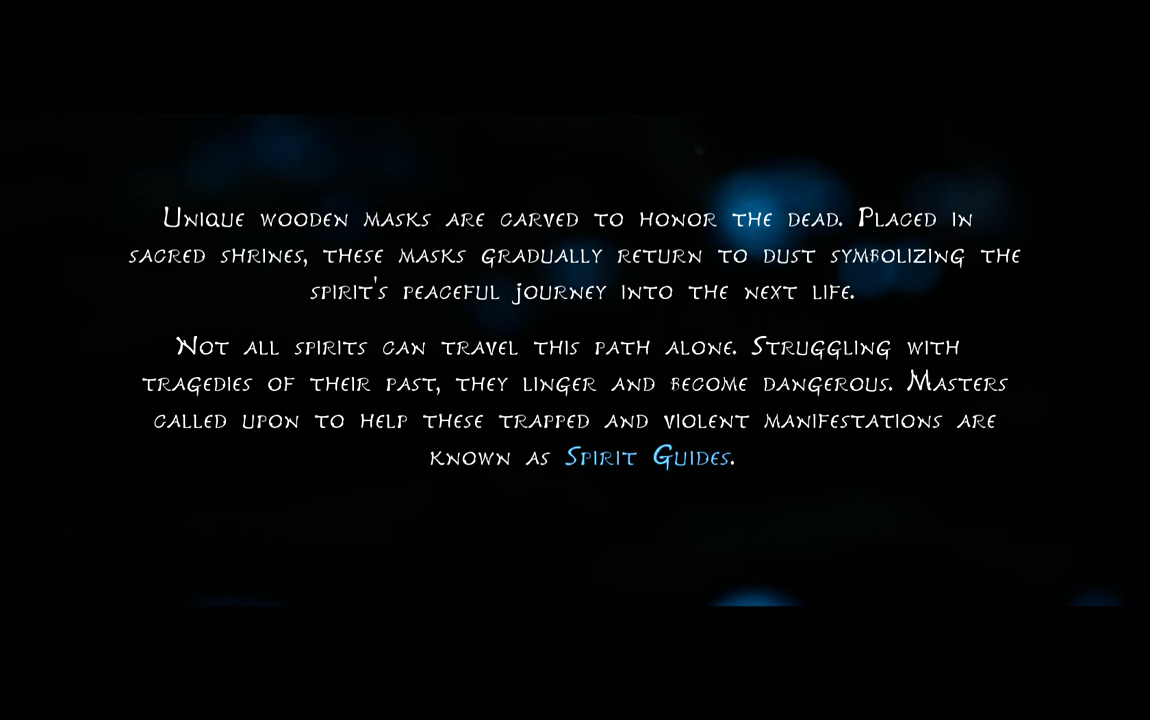 Unique wooden masks are carved to honor the dead. Placed in
sacred shrines, these masks gradually return to dust symbolizing the
spirit's peaceful journey into the next life.
Not all spirits can travel this path alone. Struggling with
tragedies of their past, they linger and become dangerous. Masters
called upon to help these trapped and violent manifestations are
known as Spirit Guides.